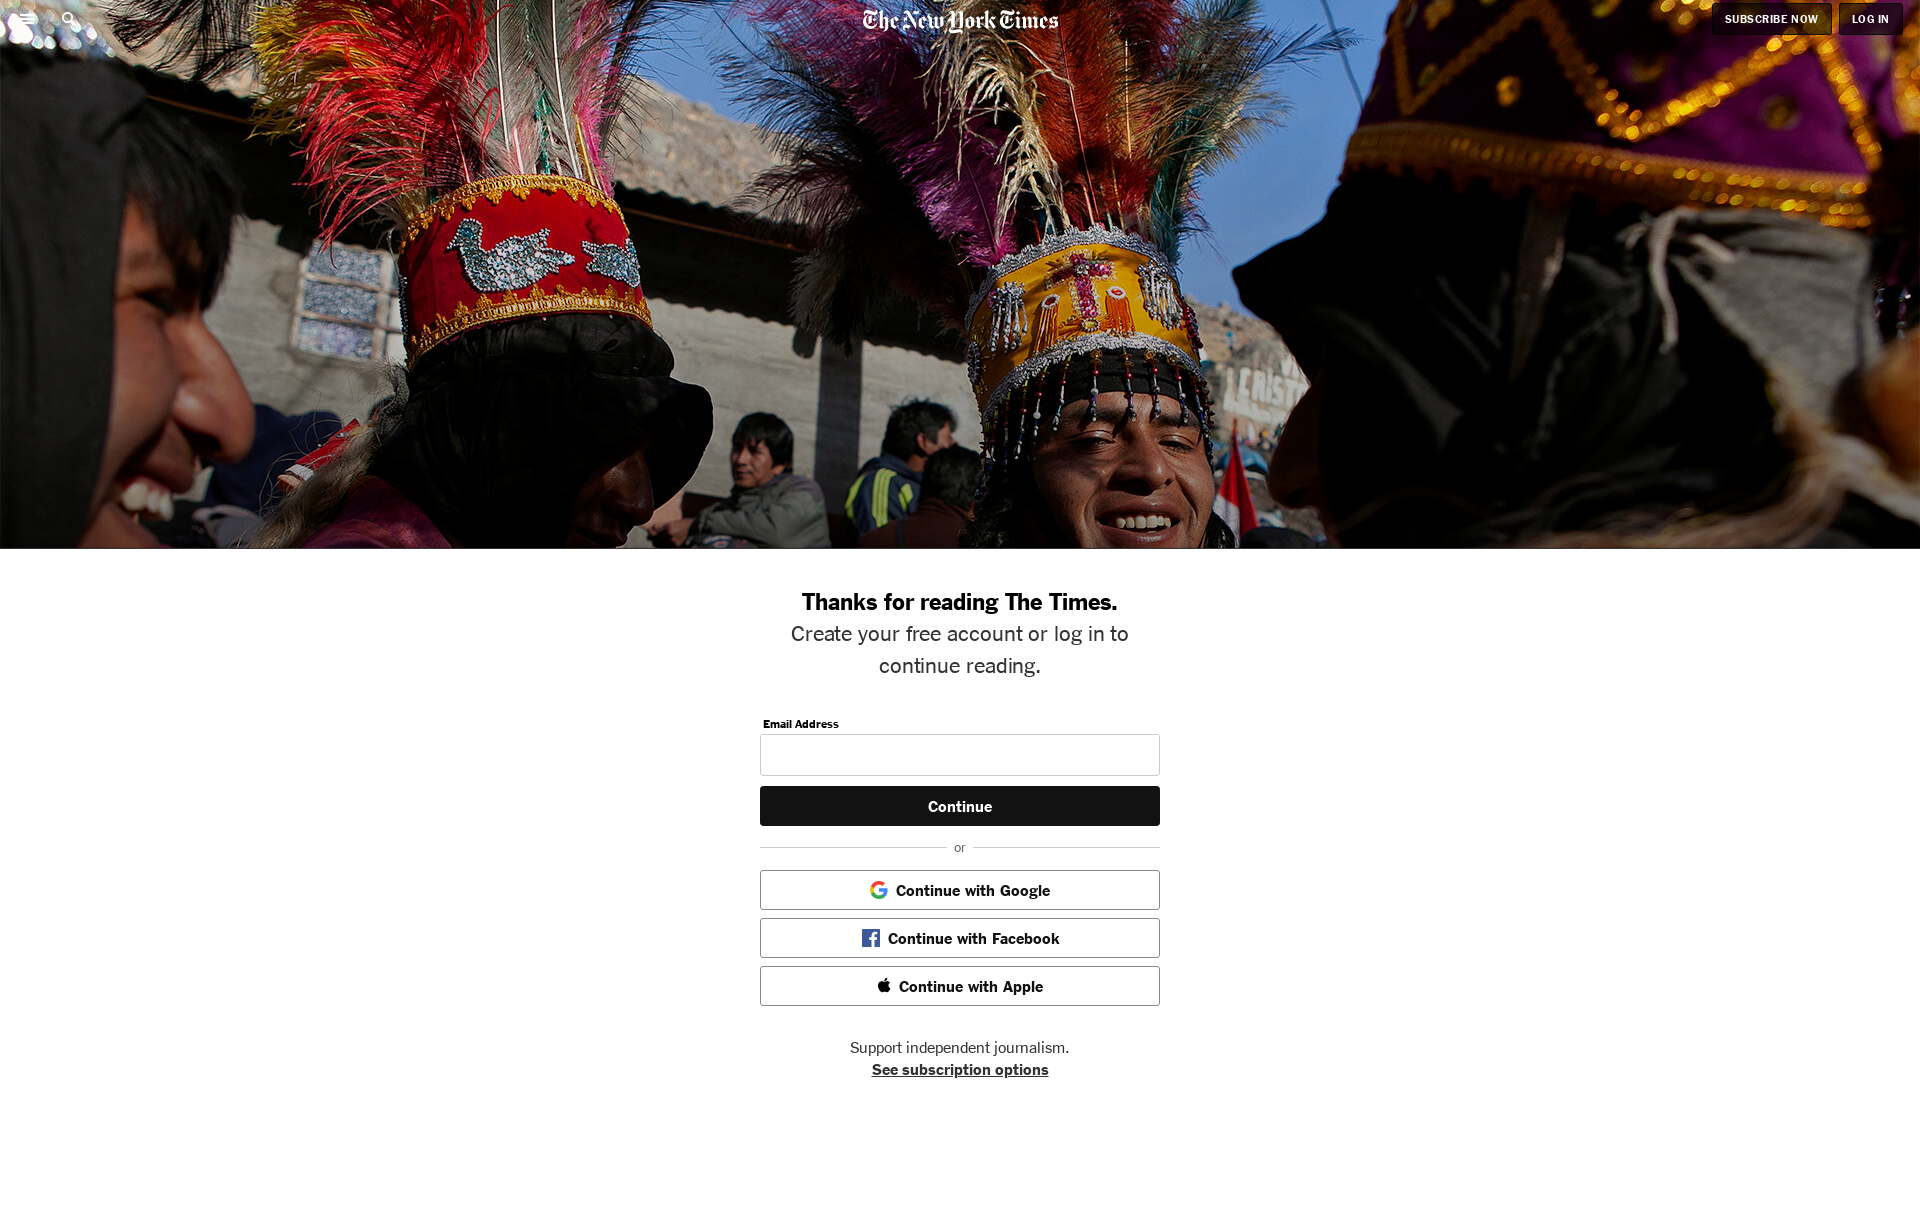 The New York Times
SUBSCRIBE NOW
LOG IN
CRIST
Thanks for reading The Times.
Create your free account or log in to
continue reading.
Email Address
Continue
or
Continue with Google
Continue with Facebook
Continue with Apple
Support independent journalism.
See subscription options